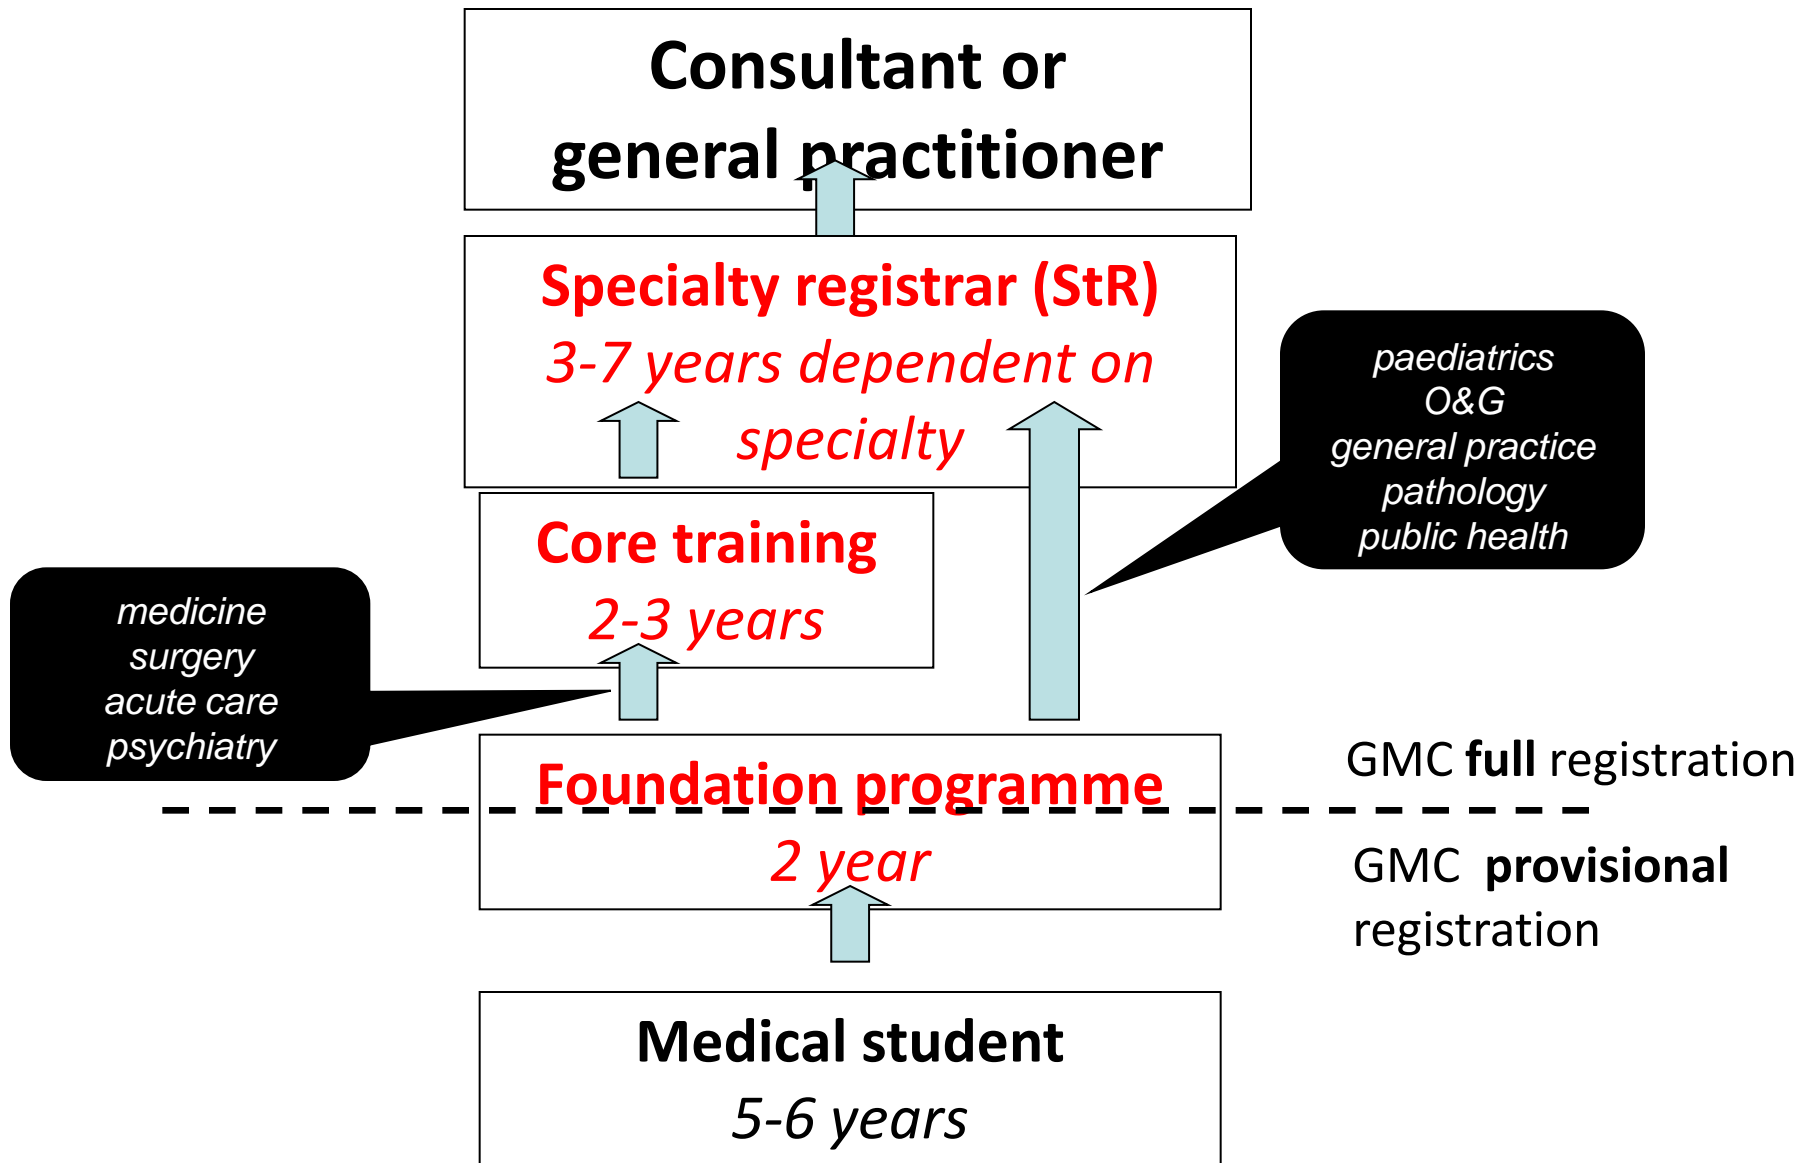 Consultant or
general practitioner
Specialty registrar (StR)
3-7 years dependent on
specialty
paediatrics
O&G
general practice
pathology
public health
Core training
2-3 years
medicine
surgery
acute care
psychiatry
Foundation programme
2 year
GMC full registration
GMC provisional
registration
Medical student
5-6 years